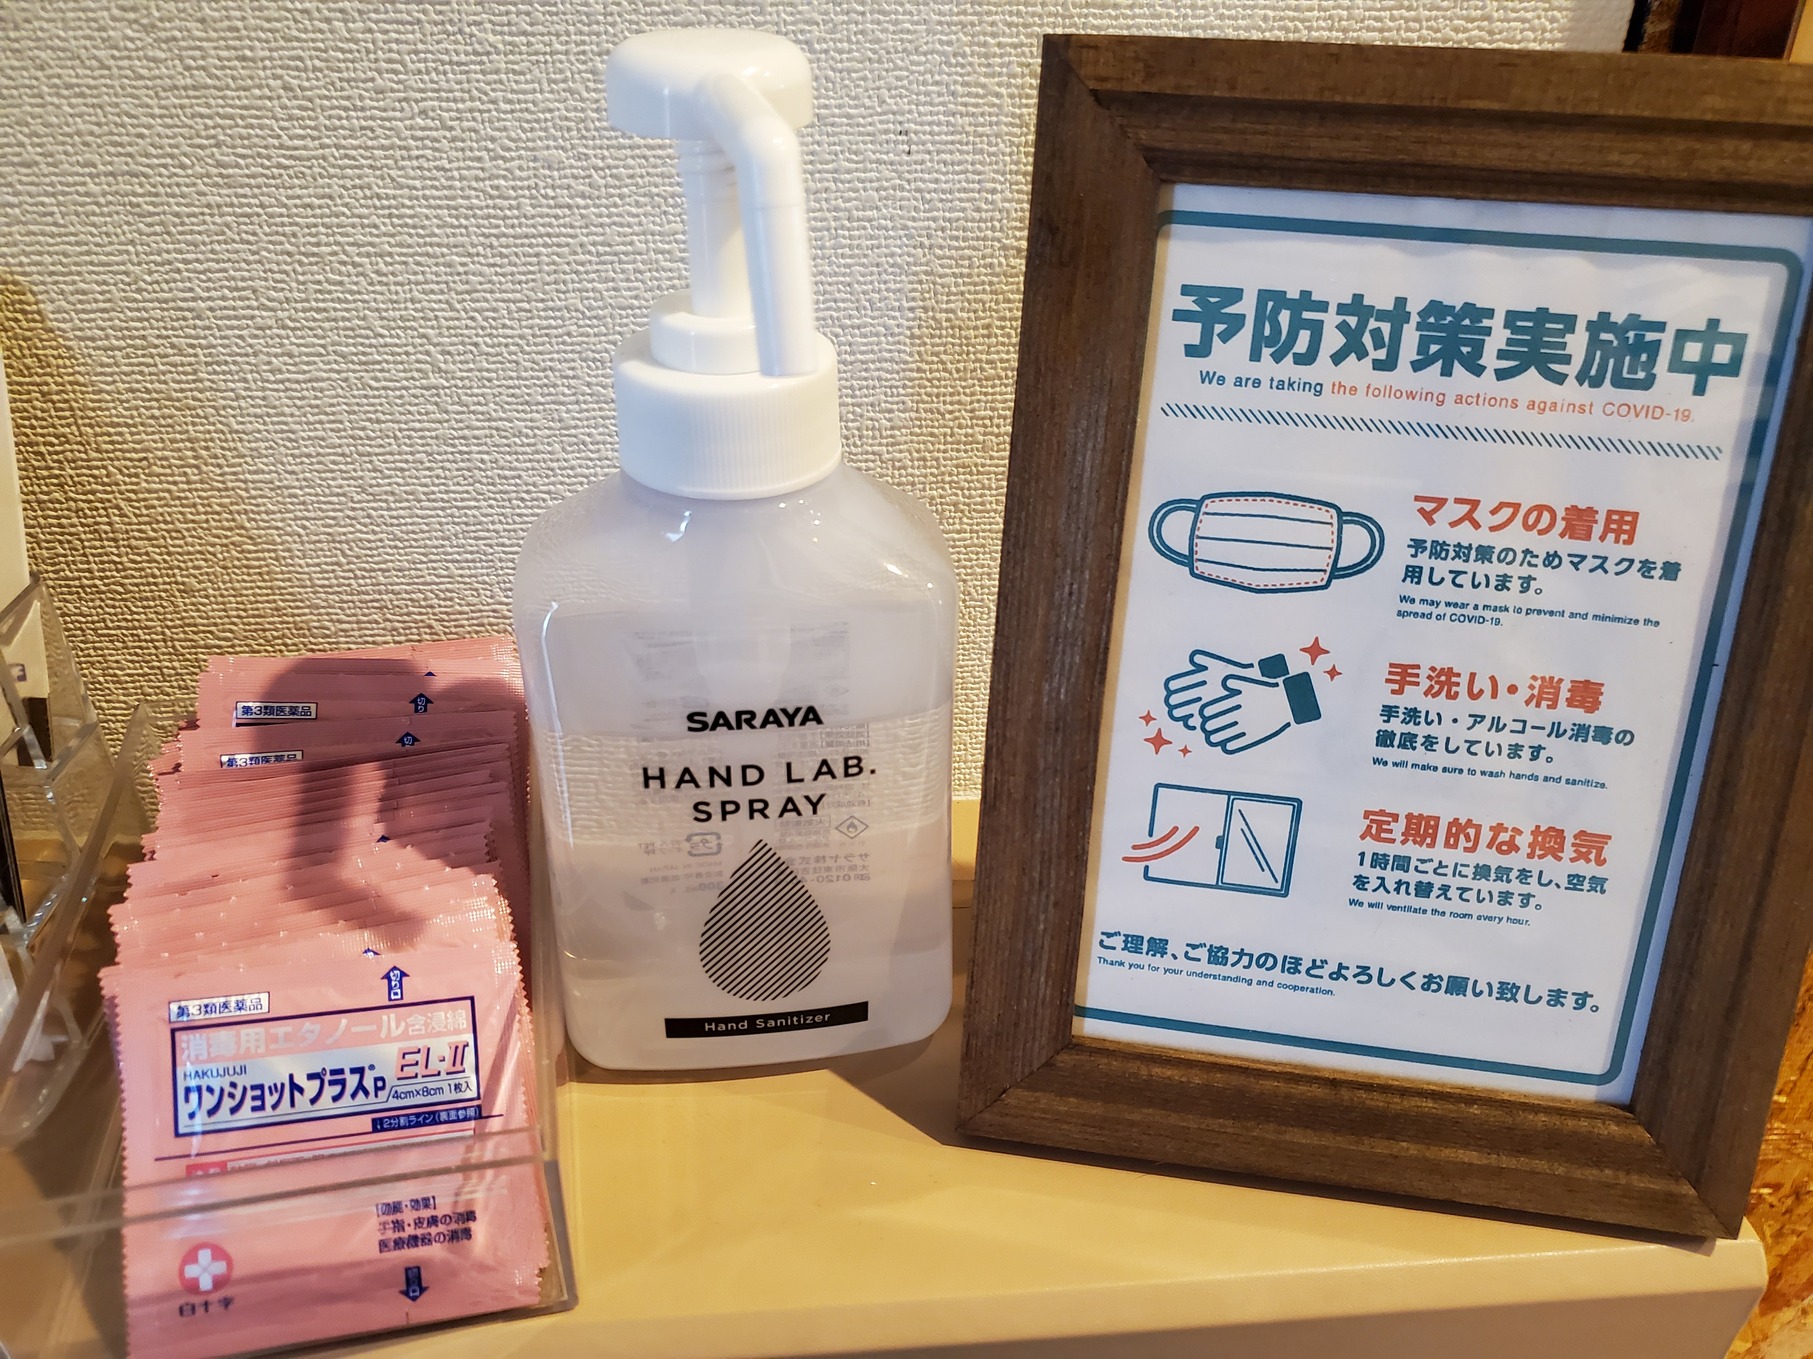 第3類医薬品
切り
第3類医薬品
切
切り口
第3類医薬品
消毒用エタノール含浸綿
HAKUJUJI
ワンショットプラスP EL-II
4cm×8cm 1枚入
↓2分割ライン(裏面参照)
[効能・効果]
手指・皮膚の消毒
医療機器の消毒
切り口
白十字
SARAYA
HAND LAB.
SPRAY
Hand Sanitizer
予防対策実施中
We are taking the following actions against COVID-19.
マスクの着用
予防対策のためマスクを着
用しています。
We may wear a mask to prevent and minimize the
spread of COVID-19.
手洗い・消毒
手洗い・アルコール消毒の
徹底をしています。
We will make sure to wash hands and sanitize.
定期的な換気
1時間ごとに換気をし、空気
を入れ替えています。
We will ventilate the room every hour.
ご理解、ご協力のほどよろしくお願い致します。
Thank you for your understanding and cooperation.